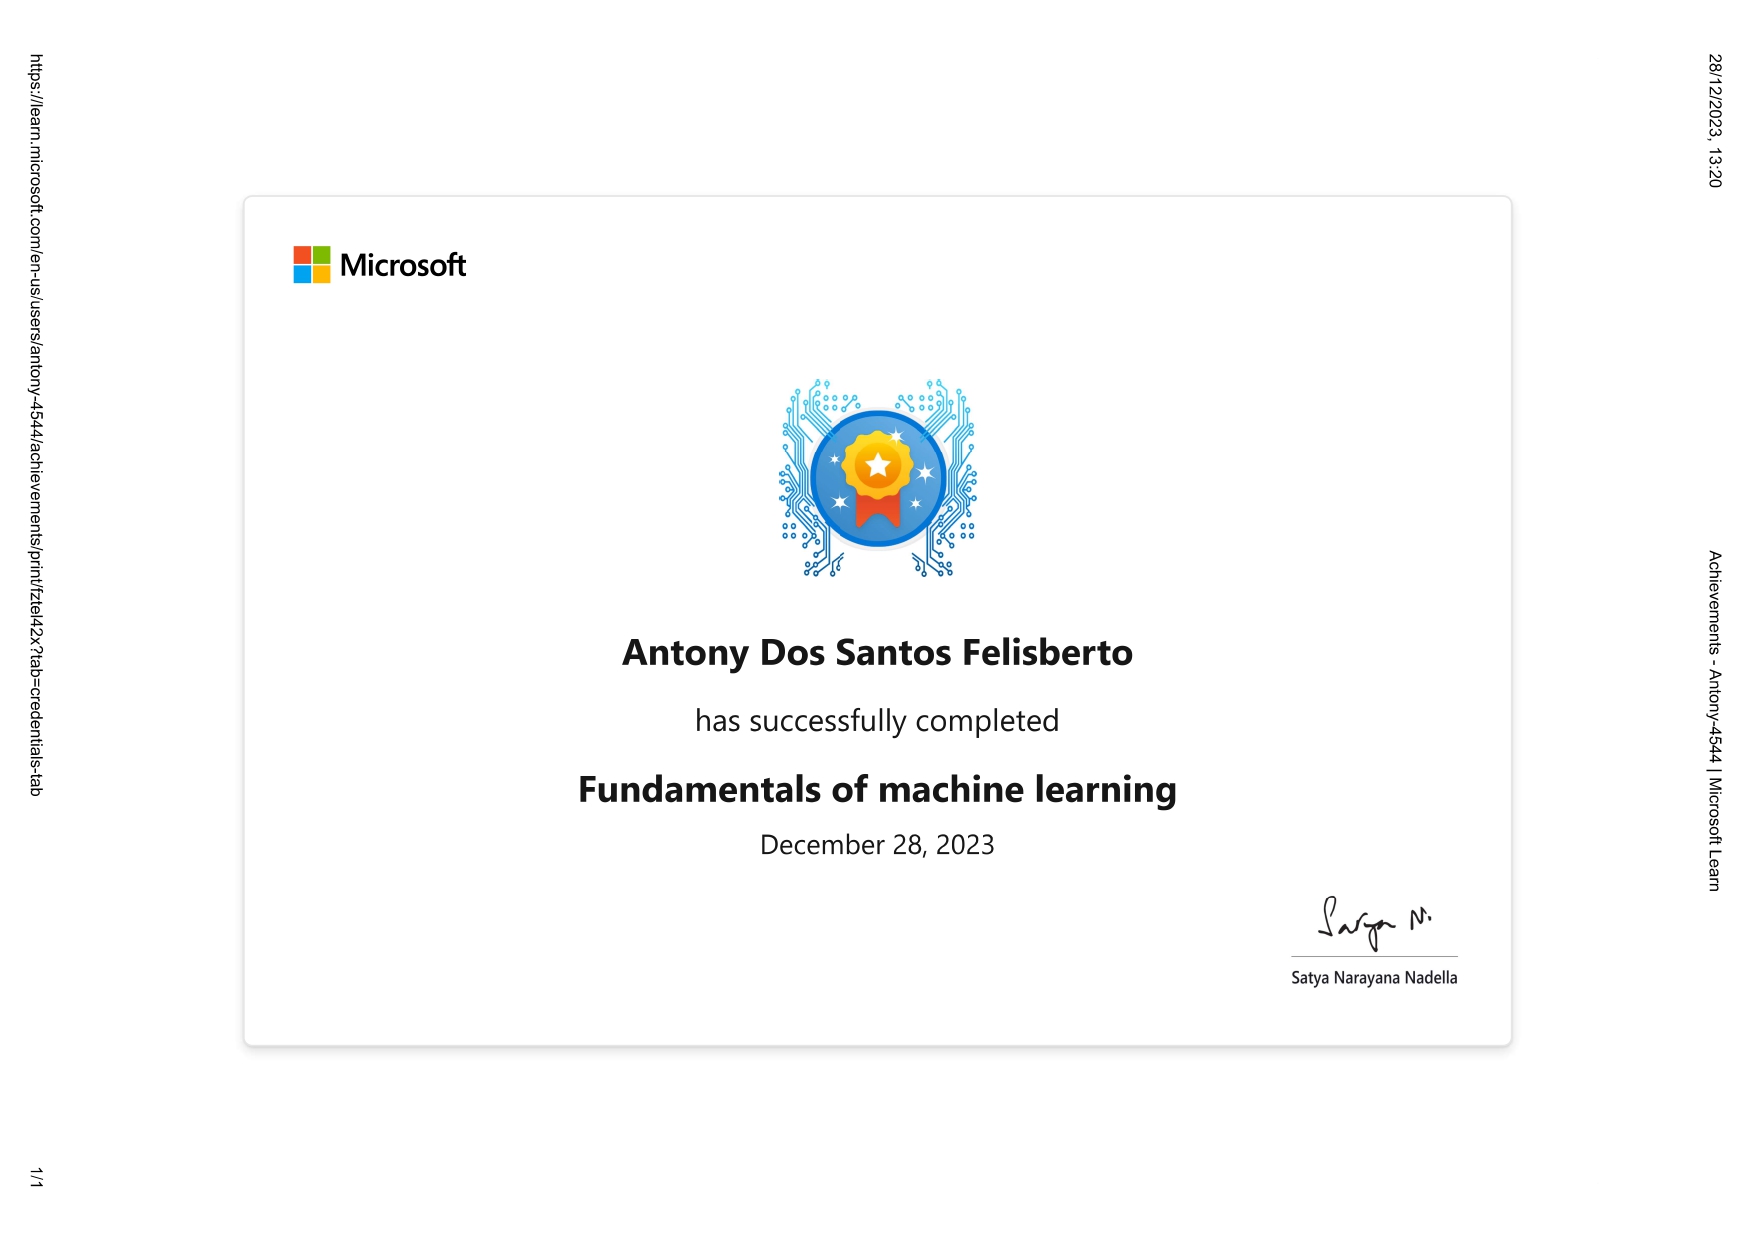 28/12/2023, 13:20
Achievements - Antony-4544 | Microsoft Learn
Microsoft
Antony Dos Santos Felisberto
has successfully completed
Fundamentals of machine learning
December 28, 2023
Satya N.
Satya Narayana Nadella
https://learn.microsoft.com/en-us/users/antony-4544/achievements/print/fztel42x?tab=credentials-tab
1/1